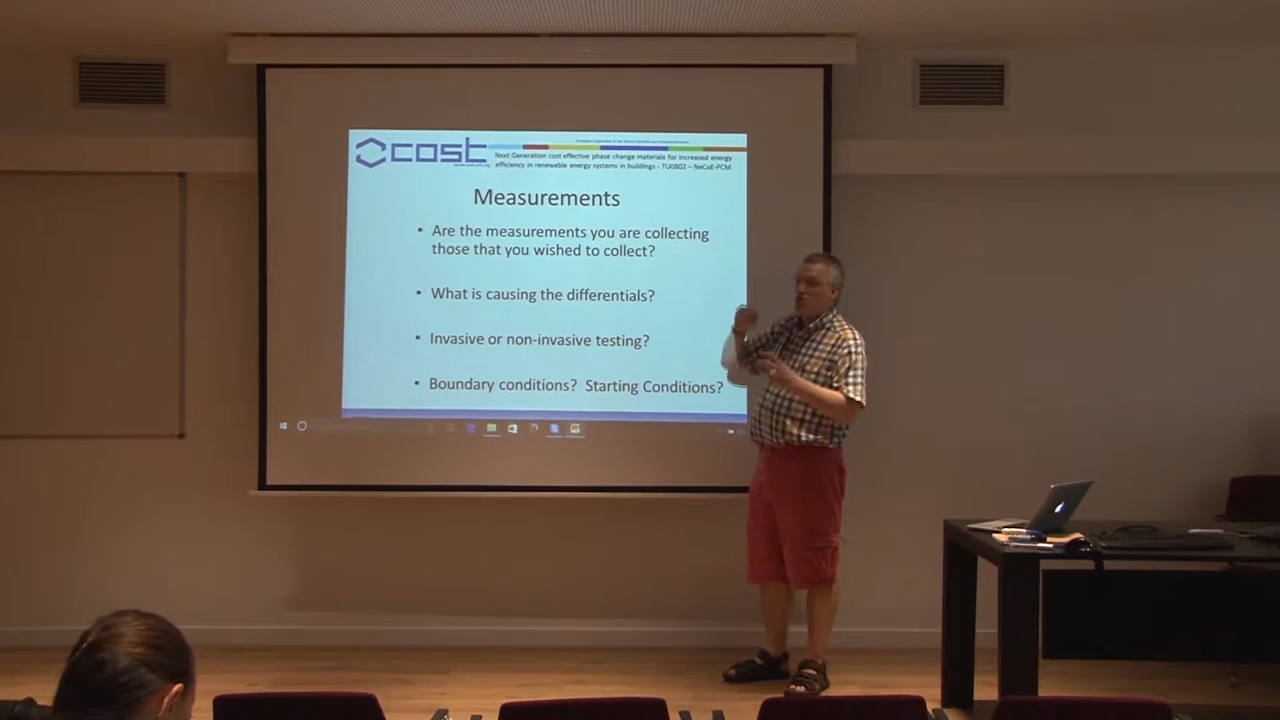 cost
Next Generation cost effective phase change materials for increased energy
efficiency in renewable energy systems in buildings - TU0802 – NeCoE-PCM
Measurements
• Are the measurements you are collecting
those that you wished to collect?
• What is causing the differentials?
• Invasive or non-invasive testing?
• Boundary conditions? Starting Conditions?